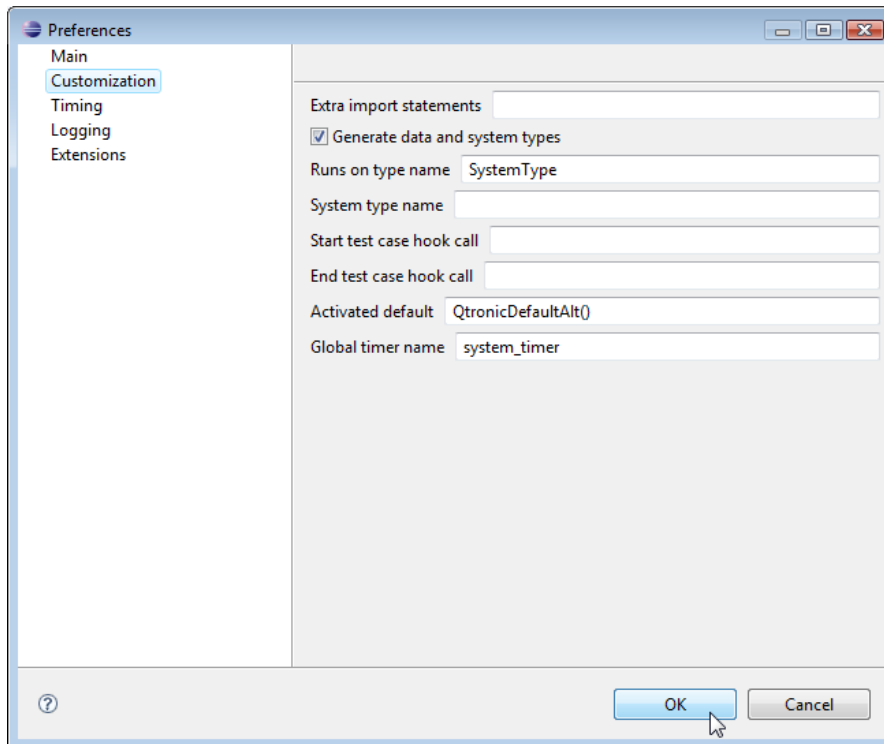 Preferences
Main
Customization
Timing
Logging
Extensions
Extra import statements
Generate data and system types
Runs on type name SystemType
System type name
Start test case hook call
End test case hook call
Activated default QtronicDefaultAlt()
Global timer name system_timer
?
OK Cancel